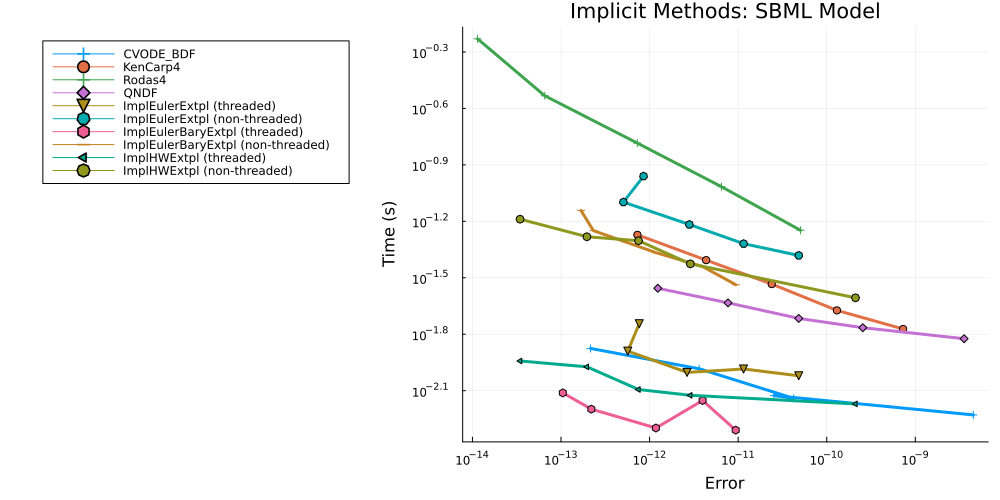 Implicit Methods: SBML Model
CVODE_BDF
KenCarp4
Rodas4
QNDF
ImplEulerExtpl (threaded)
ImplEulerExtpl (non-threaded)
ImplEulerBaryExtpl (threaded)
ImplEulerBaryExtpl (non-threaded)
ImplHWExtpl (threaded)
ImplHWExtpl (non-threaded)
Time (s)
10⁻⁰·³
10⁻⁰·⁶
10⁻⁰·⁹
10⁻¹·²
10⁻¹·⁵
10⁻¹·⁸
10⁻²·¹
10⁻¹⁴ 10⁻¹³ 10⁻¹² 10⁻¹¹ 10⁻¹⁰ 10⁻⁹
Error